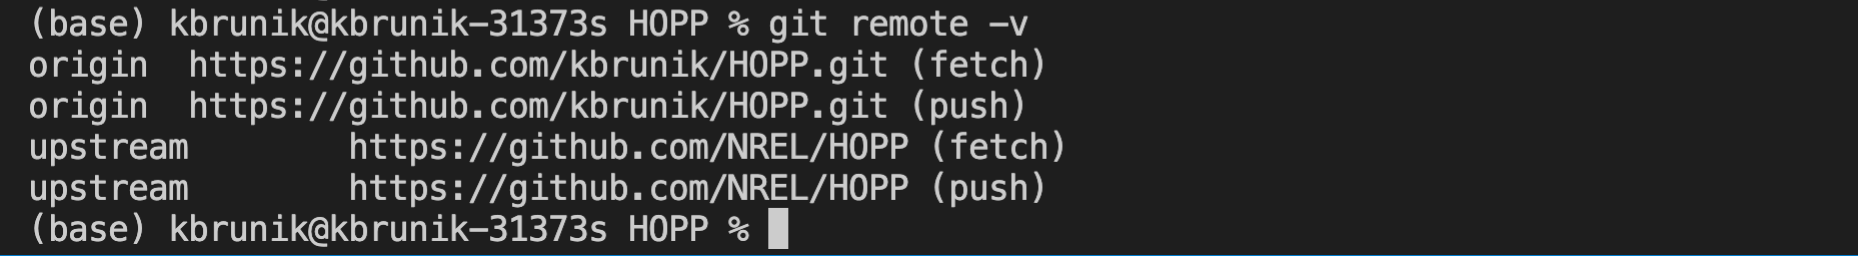 (base) kbrunik@kbrunik-31373s HOPP % git remote -v
origin  https://github.com/kbrunik/HOPP.git (fetch)
origin  https://github.com/kbrunik/HOPP.git (push)
upstream        https://github.com/NREL/HOPP (fetch)
upstream        https://github.com/NREL/HOPP (push)
(base) kbrunik@kbrunik-31373s HOPP %